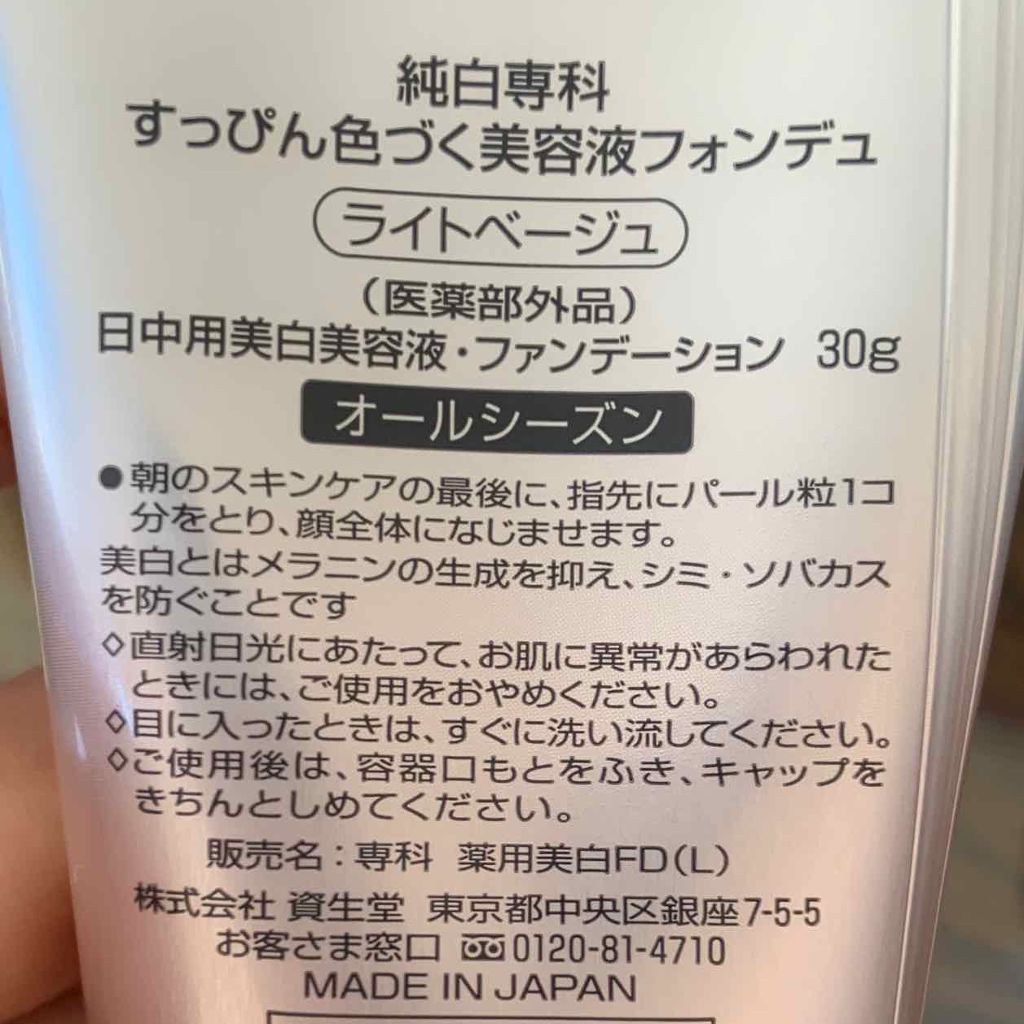 純白専科
すっぴん色づく美容液フォンデュ
ライトベージュ
（医薬部外品）
日中用美白美容液・ファンデーション 30g
オールシーズン
●朝のスキンケアの最後に、指先にパール粒1コ
分をとり、顔全体になじませます。
美白とはメラニンの生成を抑え、シミ・ソバカス
を防ぐことです
◇直射日光にあたって、お肌に異常があらわれた
ときには、ご使用をおやめください。
◇目に入ったときは、すぐに洗い流してください。
◇ご使用後は、容器口もとをふき、キャップを
きちんとしめてください。
販売名：専科 薬用美白FD（L）
株式会社 資生堂 東京都中央区銀座7-5-5
お客さま窓口 0120-81-4710
MADE IN JAPAN